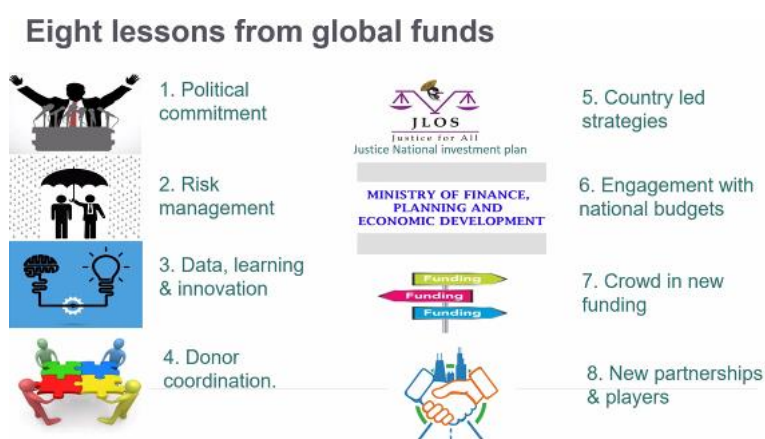 Eight lessons from global funds
1. Political
commitment
2. Risk
management
3. Data, learning
& innovation
4. Donor
coordination.
JLOS
Justice for All
Justice National investment plan
MINISTRY OF FINANCE,
PLANNING AND
ECONOMIC DEVELOPMENT
Funding
Funding
Funding
5. Country led
strategies
6. Engagement with
national budgets
7. Crowd in new
funding
8. New partnerships
& players